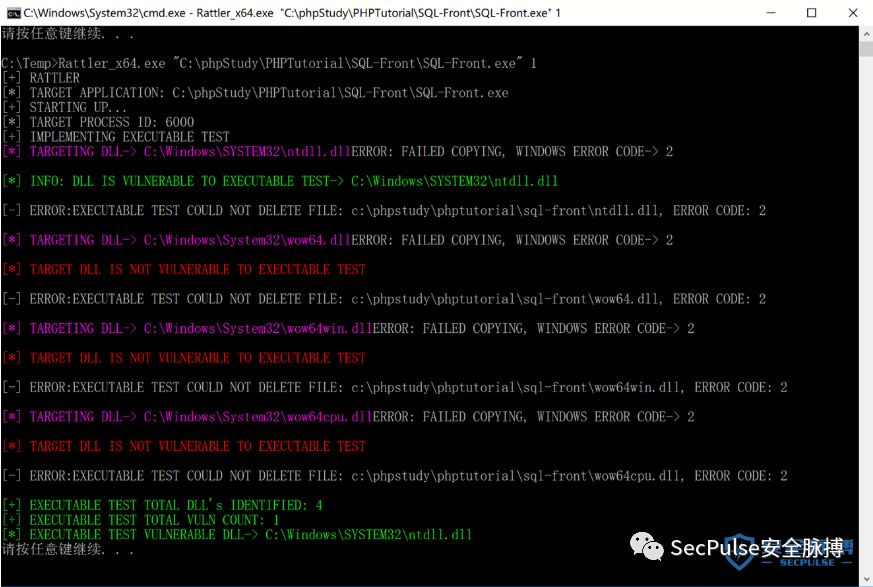 C:\Windows\System32\cmd.exe - Rattler_x64.exe "C:\phpStudy\PHPTutorial\SQL-Front\SQL-Front.exe" 1
请按任意键继续. . .
C:\Temp>Rattler_x64.exe "C:\phpStudy\PHPTutorial\SQL-Front\SQL-Front.exe" 1
[+] RATTLER
[*] TARGET APPLICATION: C:\phpStudy\PHPTutorial\SQL-Front\SQL-Front.exe
[+] STARTING UP...
[*] TARGET PROCESS ID: 6000
[+] IMPLEMENTING EXECUTABLE TEST
[*] TARGETING DLL-> C:\Windows\SYSTEM32\ntdll.dllERROR: FAILED COPYING, WINDOWS ERROR CODE-> 2
[*] INFO: DLL IS VULNERABLE TO EXECUTABLE TEST-> C:\Windows\SYSTEM32\ntdll.dll
[-] ERROR:EXECUTABLE TEST COULD NOT DELETE FILE: c:\phpstudy\phptutorial\sql-front\ntdll.dll, ERROR CODE: 2
[*] TARGETING DLL-> C:\Windows\System32\wow64.dllERROR: FAILED COPYING, WINDOWS ERROR CODE-> 2
[*] TARGET DLL IS NOT VULNERABLE TO EXECUTABLE TEST
[-] ERROR:EXECUTABLE TEST COULD NOT DELETE FILE: c:\phpstudy\phptutorial\sql-front\wow64.dll, ERROR CODE: 2
[*] TARGETING DLL-> C:\Windows\System32\wow64win.dllERROR: FAILED COPYING, WINDOWS ERROR CODE-> 2
[*] TARGET DLL IS NOT VULNERABLE TO EXECUTABLE TEST
[-] ERROR:EXECUTABLE TEST COULD NOT DELETE FILE: c:\phpstudy\phptutorial\sql-front\wow64win.dll, ERROR CODE: 2
[*] TARGETING DLL-> C:\Windows\System32\wow64cpu.dllERROR: FAILED COPYING, WINDOWS ERROR CODE-> 2
[*] TARGET DLL IS NOT VULNERABLE TO EXECUTABLE TEST
[-] ERROR:EXECUTABLE TEST COULD NOT DELETE FILE: c:\phpstudy\phptutorial\sql-front\wow64cpu.dll, ERROR CODE: 2
[+] EXECUTABLE TEST TOTAL DLL's IDENTIFIED: 4
[+] EXECUTABLE TEST TOTAL VULN COUNT: 1
[*] EXECUTABLE TEST VULNERABLE DLL-> C:\Windows\SYSTEM32\ntdll.dll
请按任意键继续. . .
SecPulse安全脉搏
SECPULSE